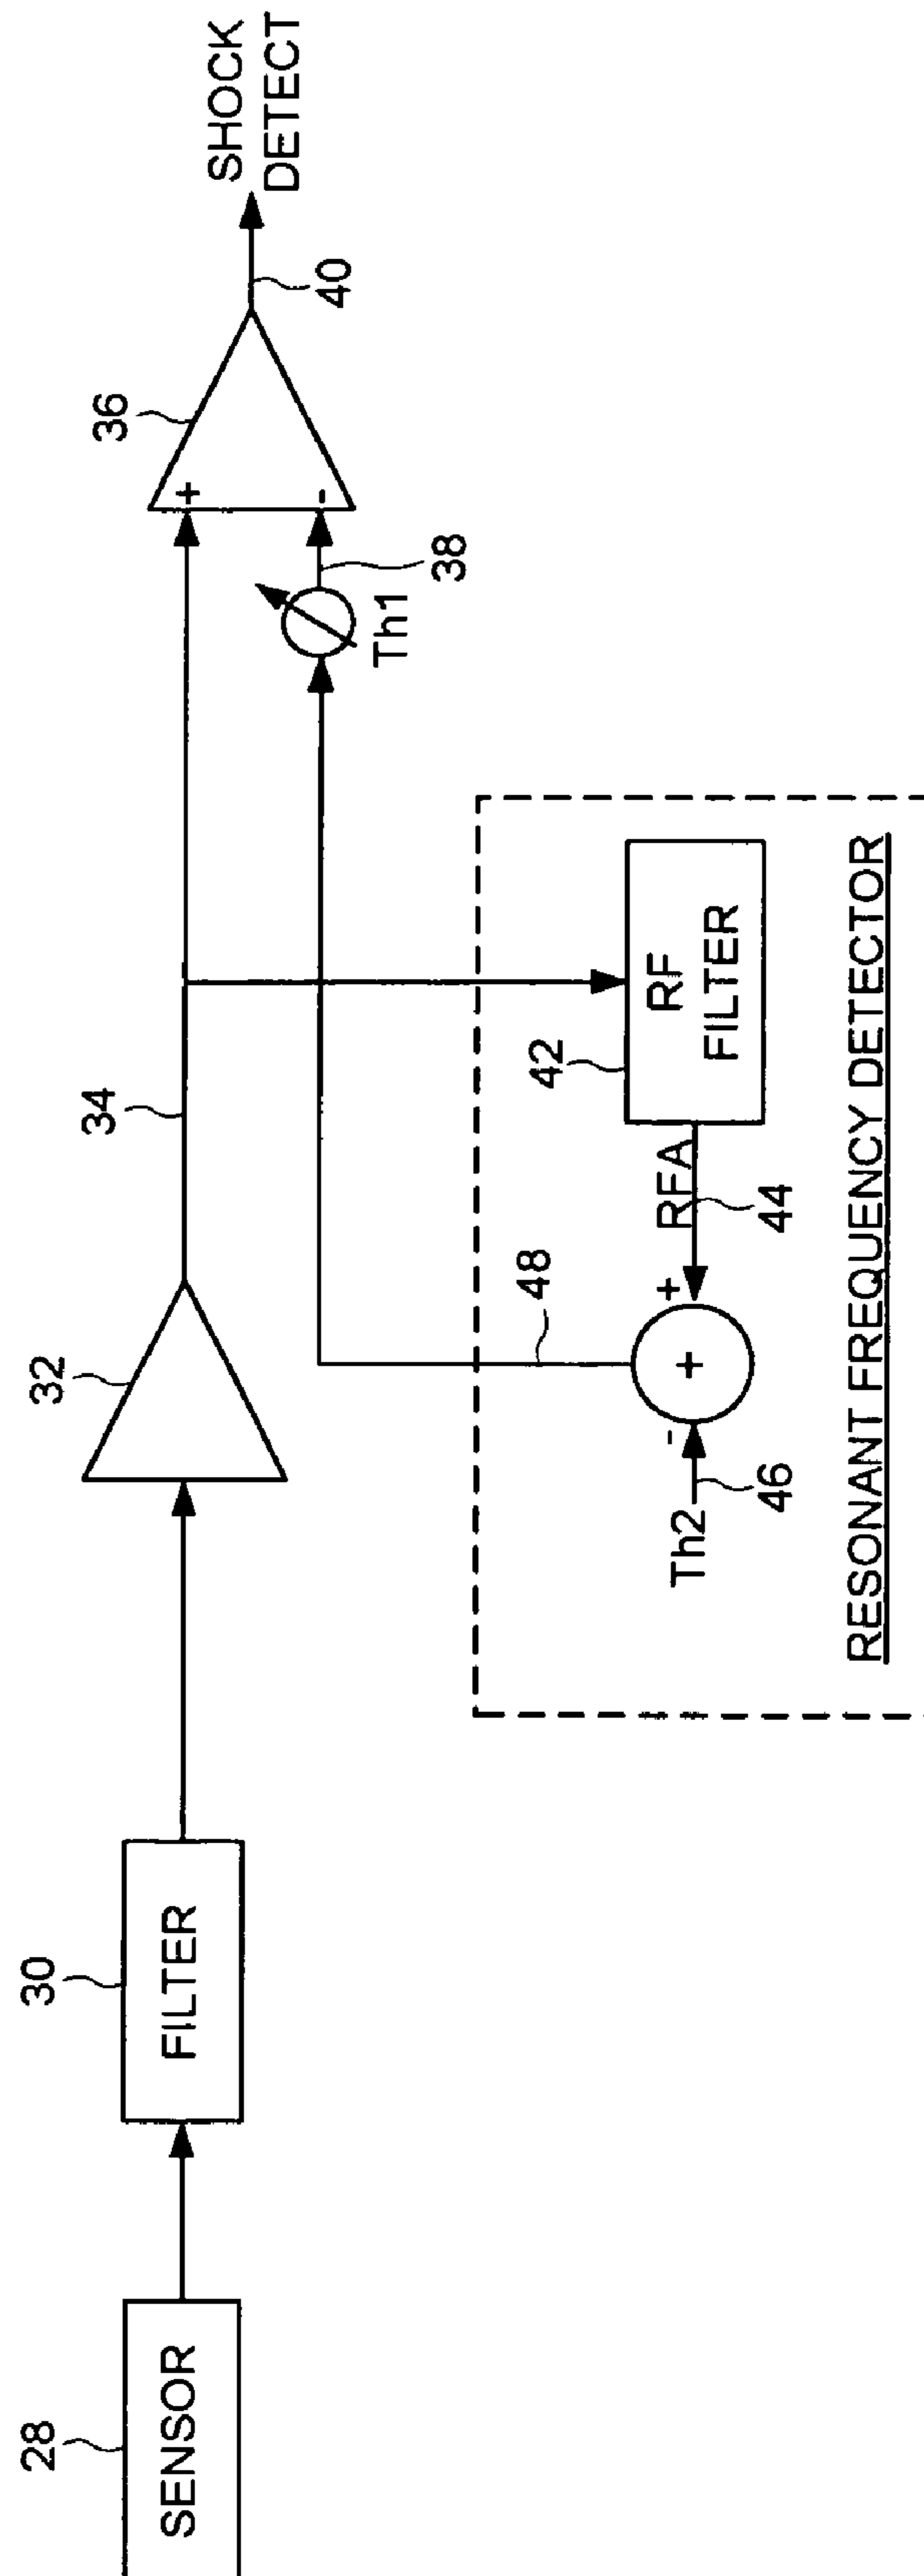 28
SENSOR
30
FILTER
32
34
36
+
-
38
Th1
40
SHOCK
DETECT
48
42
RF
FILTER
RFA
44
+
+
-
Th2
46
RESONANT FREQUENCY DETECTOR